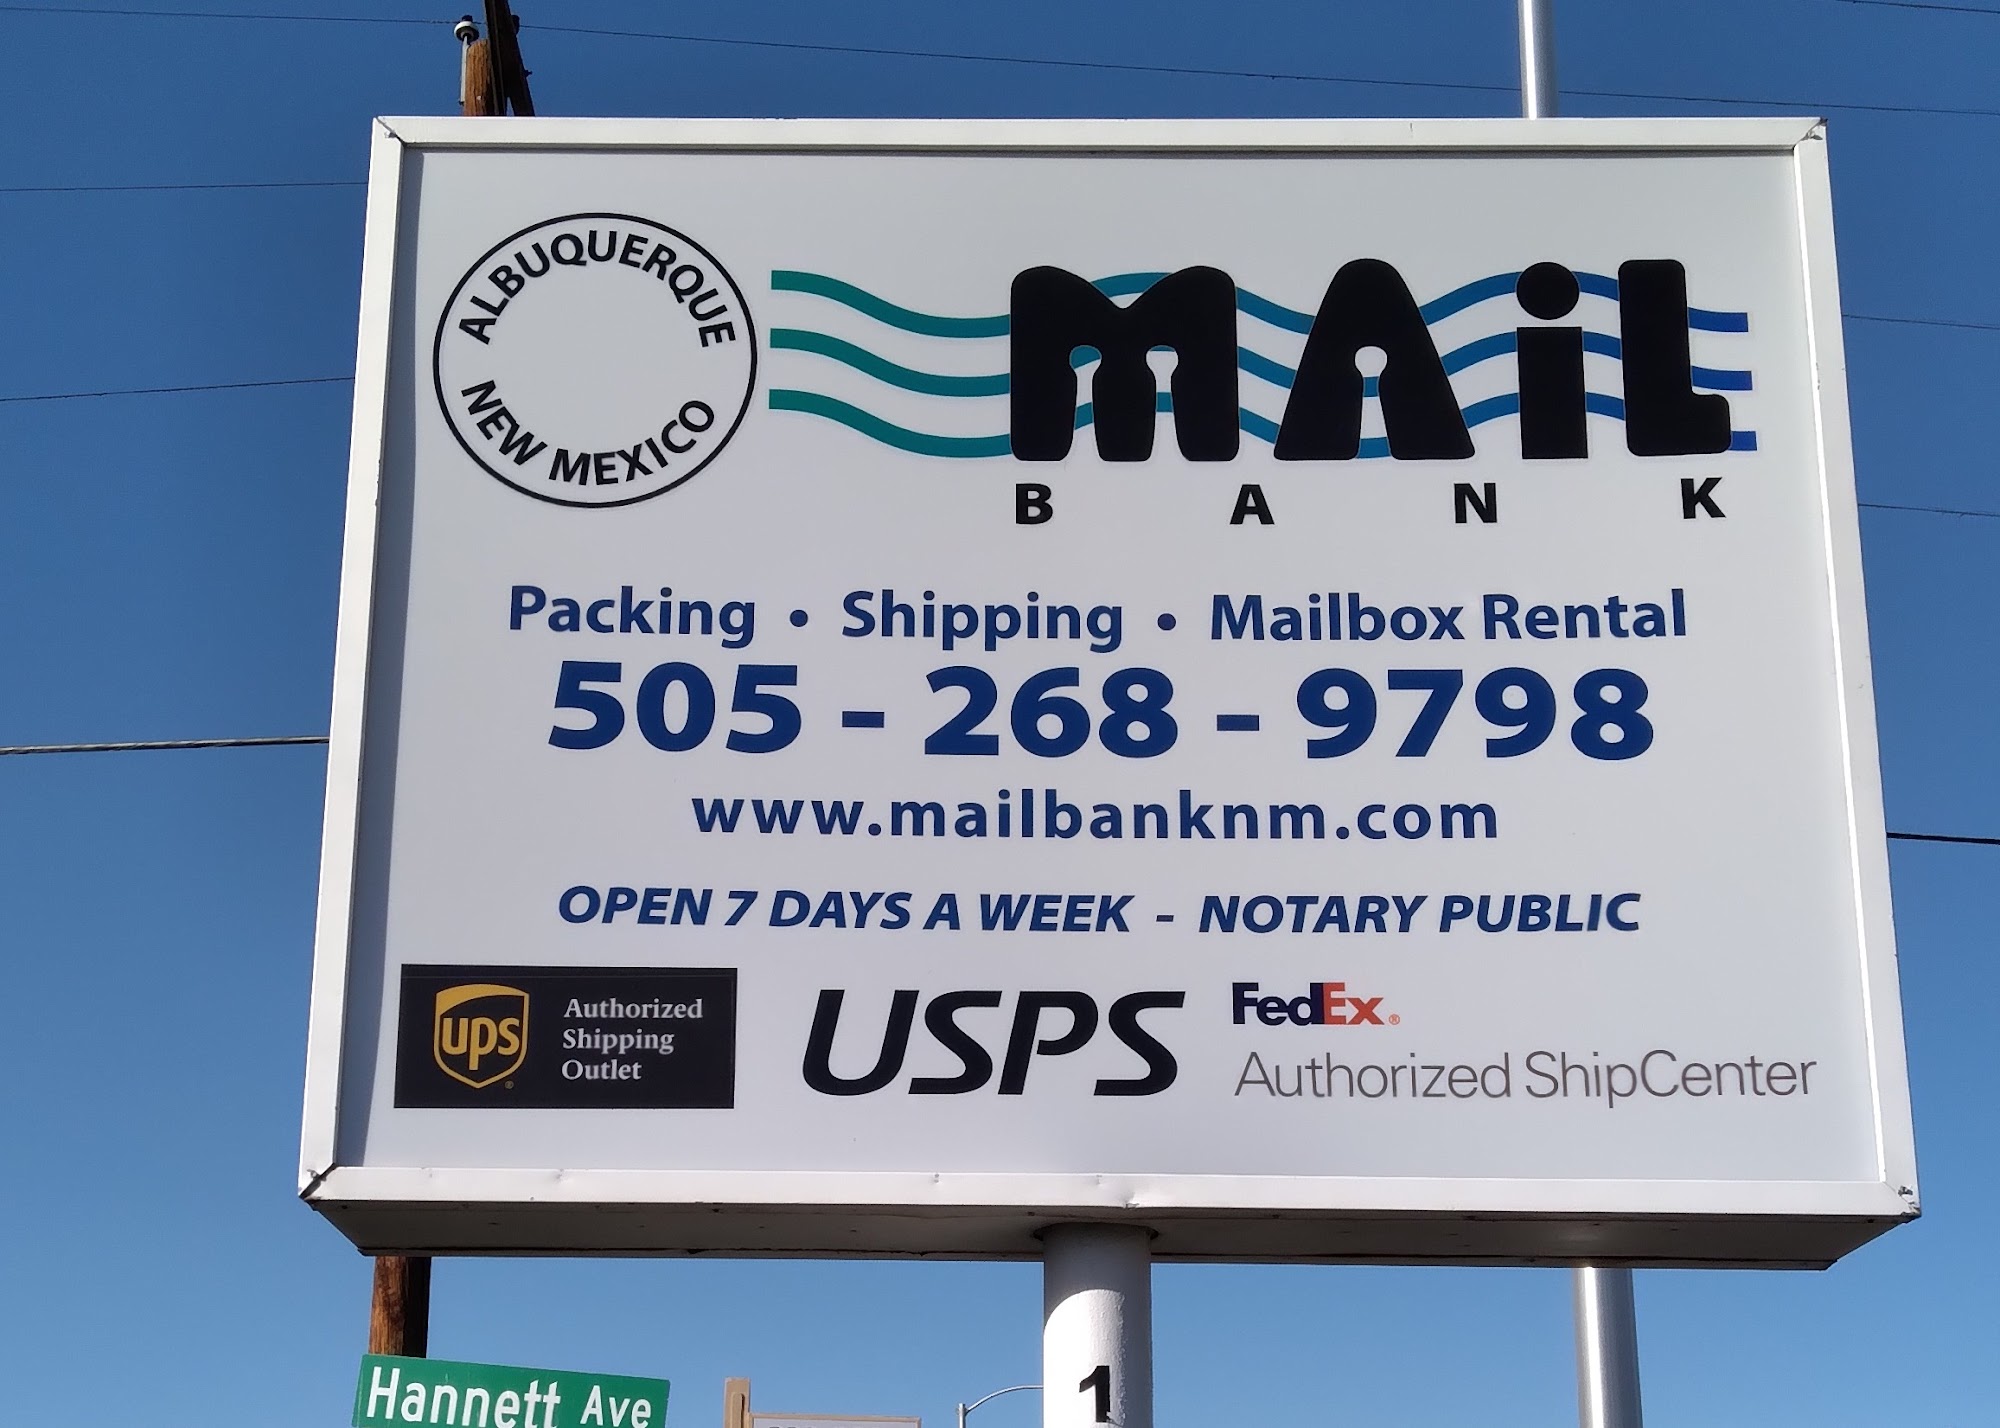 ALBUQUERQUE
NEW MEXICO
MAiL
BANK
Packing • Shipping • Mailbox Rental
505 - 268 - 9798
www.mailbanknm.com
OPEN 7 DAYS A WEEK - NOTARY PUBLIC
ups®
Authorized
Shipping
Outlet
USPS
FedEx®
Authorized ShipCenter
Hannett Ave
1